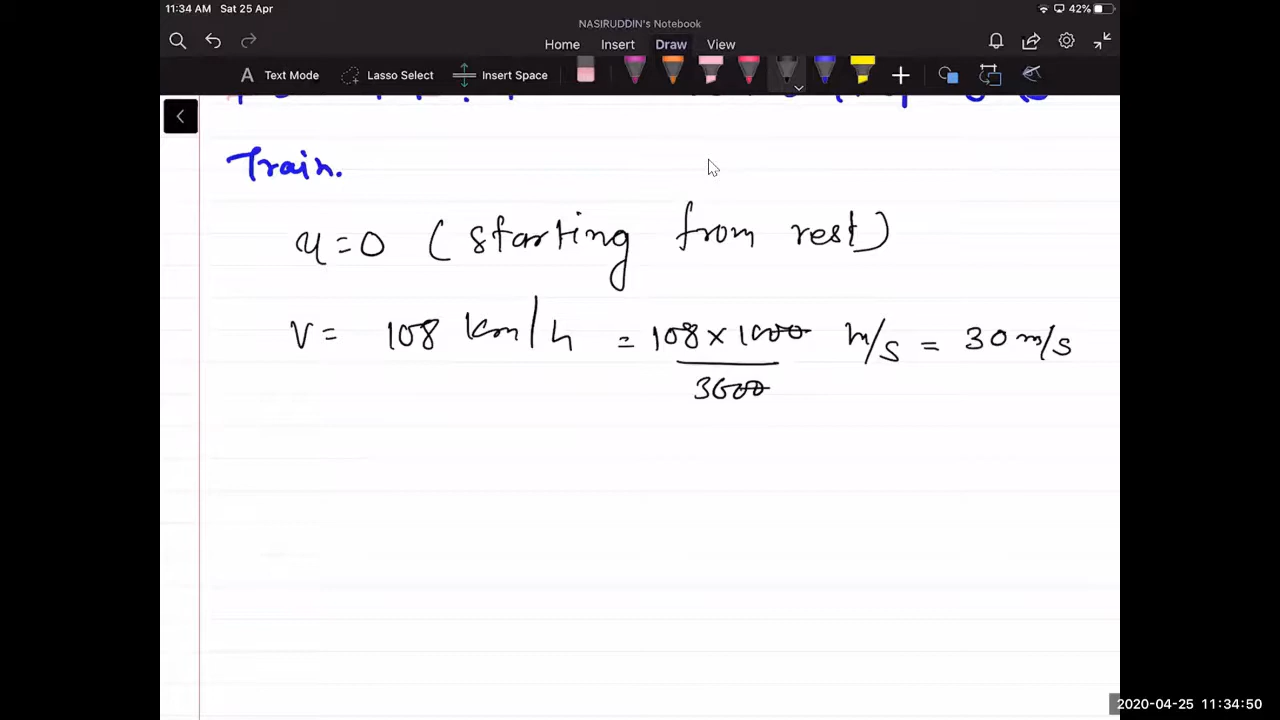 11:34 AM Sat 25 Apr 42%
NASIRUDDIN's Notebook
Home Insert Draw View
A Text Mode Lasso Select Insert Space
Train.
u=0 (starting from rest)
V= 108 Km/h = 108 x 1000 m/s = 30 m/s
3600
2020-04-25 11:34:50